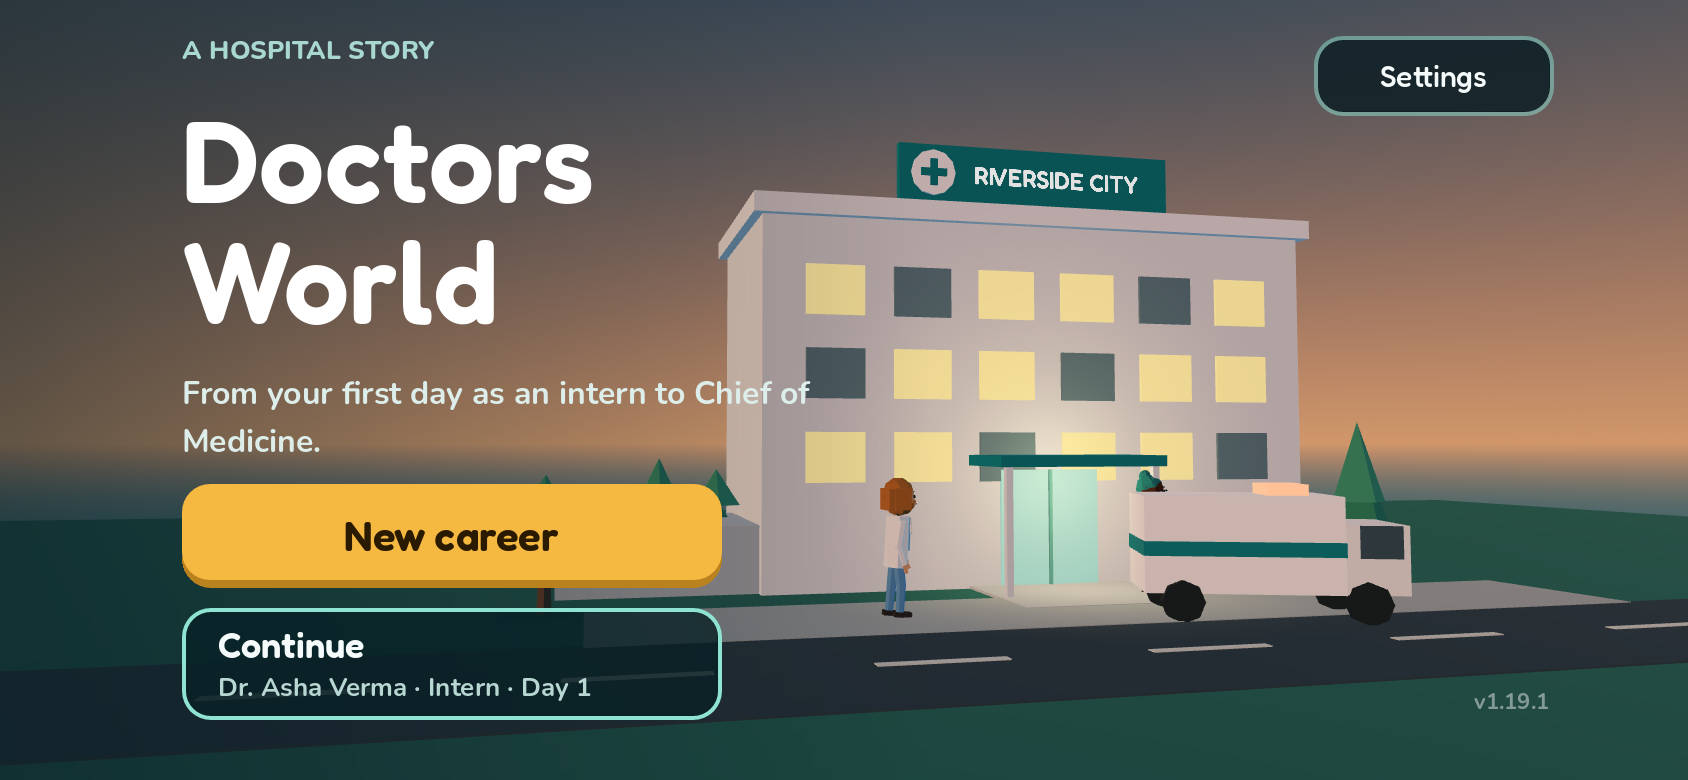 A HOSPITAL STORY
Settings
Doctors
World
RIVERSIDE CITY
From your first day as an intern to Chief of
Medicine.
New career
Continue
Dr. Asha Verma · Intern · Day 1
v1.19.1